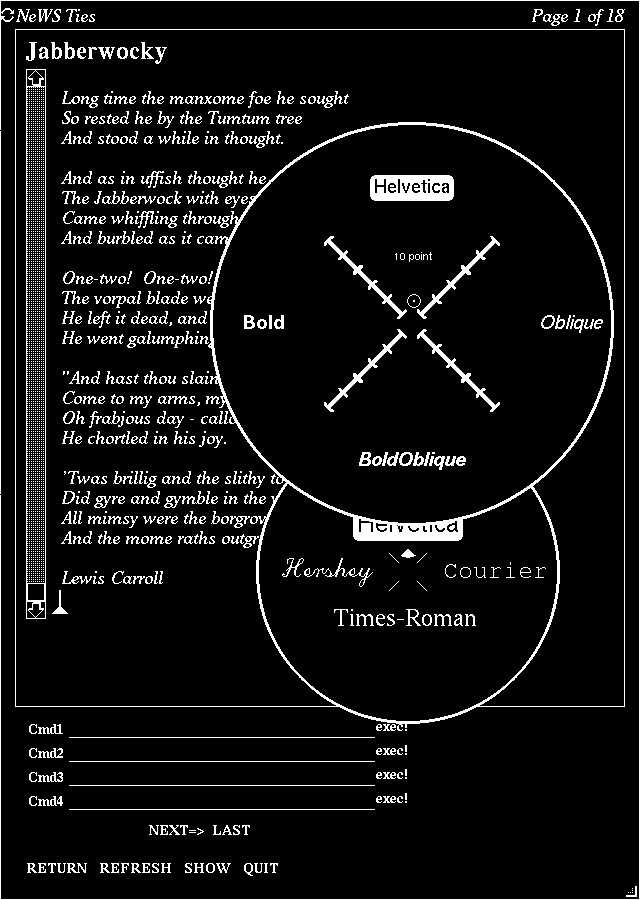 NeWS Ties
Page 1 of 18
Jabberwocky
Long time the manxome foe he sought
So rested he by the Tumtum tree
And stood a while in thought.
And as in uffish thought he
The Jabberwock with eyes
Came whiffling through
And burbled as it cam
One-two! One-two!
The vorpal blade we
He left it dead, and
He went galumphing
"And hast thou slain
Come to my arms, my
Oh frabjous day - callo
He chortled in his joy.
'Twas brillig and the slithy to
Did gyre and gymble in the w
All mimsy were the borgrov
And the mome raths outgr
Lewis Carroll
Helvetica
10 point
Bold
Oblique
BoldOblique
Helvetica
Hershey
Courier
Times-Roman
Cmd1 exec!
Cmd2 exec!
Cmd3 exec!
Cmd4 exec!
NEXT=> LAST
RETURN REFRESH SHOW QUIT